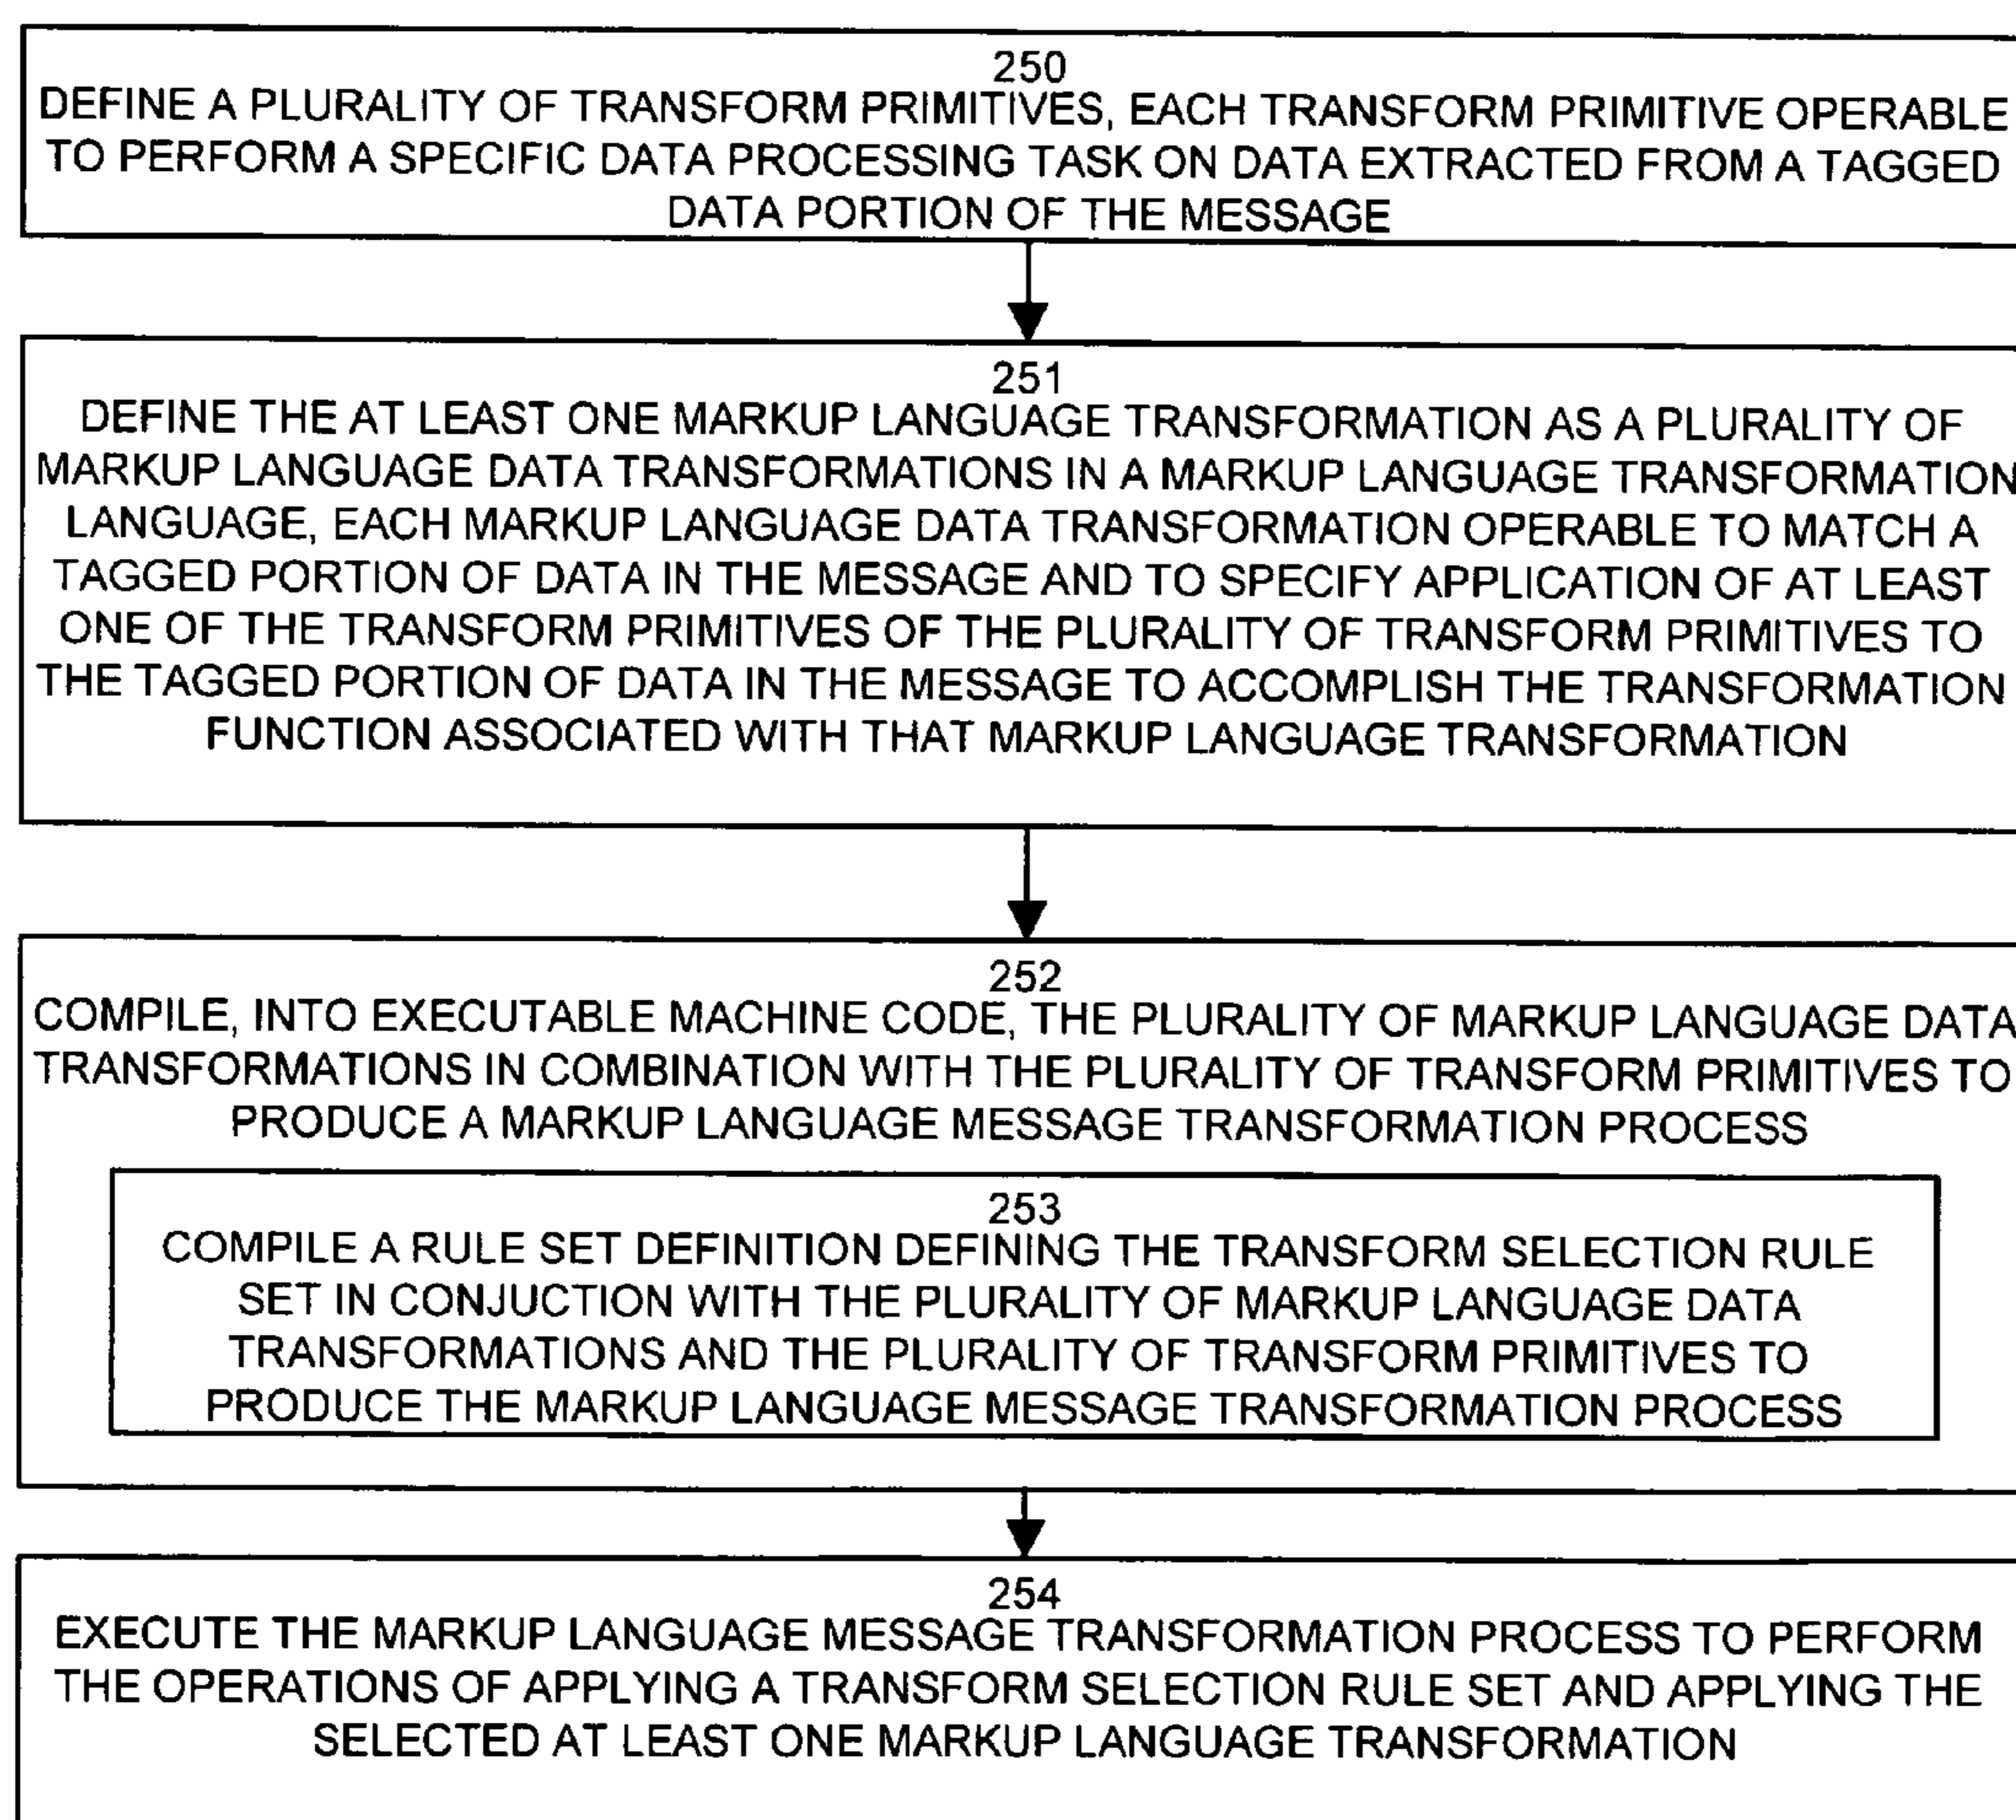 250
DEFINE A PLURALITY OF TRANSFORM PRIMITIVES, EACH TRANSFORM PRIMITIVE OPERABLE
TO PERFORM A SPECIFIC DATA PROCESSING TASK ON DATA EXTRACTED FROM A TAGGED
DATA PORTION OF THE MESSAGE
251
DEFINE THE AT LEAST ONE MARKUP LANGUAGE TRANSFORMATION AS A PLURALITY OF
MARKUP LANGUAGE DATA TRANSFORMATIONS IN A MARKUP LANGUAGE TRANSFORMATION
LANGUAGE, EACH MARKUP LANGUAGE DATA TRANSFORMATION OPERABLE TO MATCH A
TAGGED PORTION OF DATA IN THE MESSAGE AND TO SPECIFY APPLICATION OF AT LEAST
ONE OF THE TRANSFORM PRIMITIVES OF THE PLURALITY OF TRANSFORM PRIMITIVES TO
THE TAGGED PORTION OF DATA IN THE MESSAGE TO ACCOMPLISH THE TRANSFORMATION
FUNCTION ASSOCIATED WITH THAT MARKUP LANGUAGE TRANSFORMATION
252
COMPILE, INTO EXECUTABLE MACHINE CODE, THE PLURALITY OF MARKUP LANGUAGE DATA
TRANSFORMATIONS IN COMBINATION WITH THE PLURALITY OF TRANSFORM PRIMITIVES TO
PRODUCE A MARKUP LANGUAGE MESSAGE TRANSFORMATION PROCESS
253
COMPILE A RULE SET DEFINITION DEFINING THE TRANSFORM SELECTION RULE
SET IN CONJUCTION WITH THE PLURALITY OF MARKUP LANGUAGE DATA
TRANSFORMATIONS AND THE PLURALITY OF TRANSFORM PRIMITIVES TO
PRODUCE THE MARKUP LANGUAGE MESSAGE TRANSFORMATION PROCESS
254
EXECUTE THE MARKUP LANGUAGE MESSAGE TRANSFORMATION PROCESS TO PERFORM
THE OPERATIONS OF APPLYING A TRANSFORM SELECTION RULE SET AND APPLYING THE
SELECTED AT LEAST ONE MARKUP LANGUAGE TRANSFORMATION